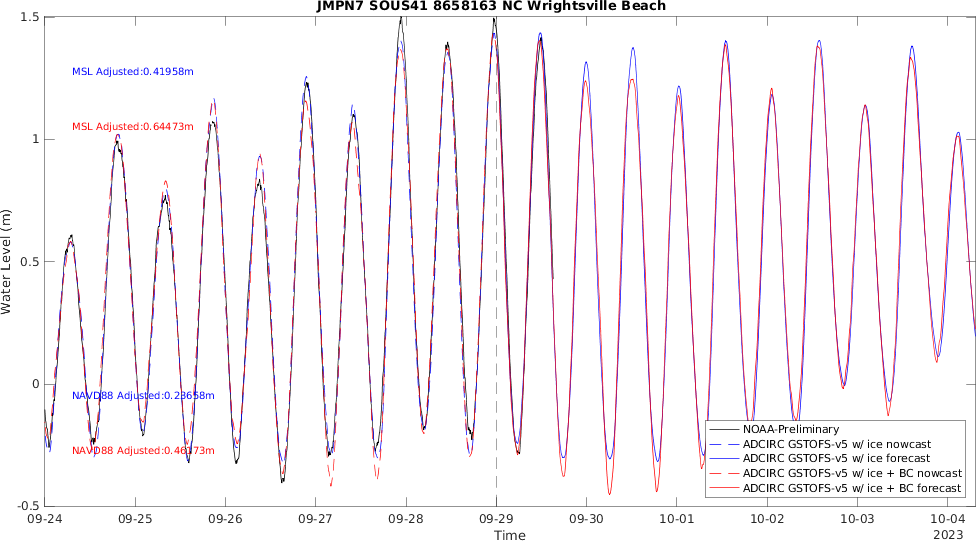 JMPN7 SOUS41 8658163 NC Wrightsville Beach
1.5
MSL Adjusted:0.41958m
MSL Adjusted:0.64473m
1
Water Level (m)
0.5
0
NAVD88 Adjusted:0.23658m
NAVD88 Adjusted:0.46173m
-0.5
NOAA-Preliminary
ADCIRC GSTOFS-v5 w/ ice nowcast
ADCIRC GSTOFS-v5 w/ ice forecast
ADCIRC GSTOFS-v5 w/ ice + BC nowcast
ADCIRC GSTOFS-v5 w/ ice + BC forecast
09-24 09-25 09-26 09-27 09-28 09-29 09-30 10-01 10-02 10-03 10-04
Time
2023